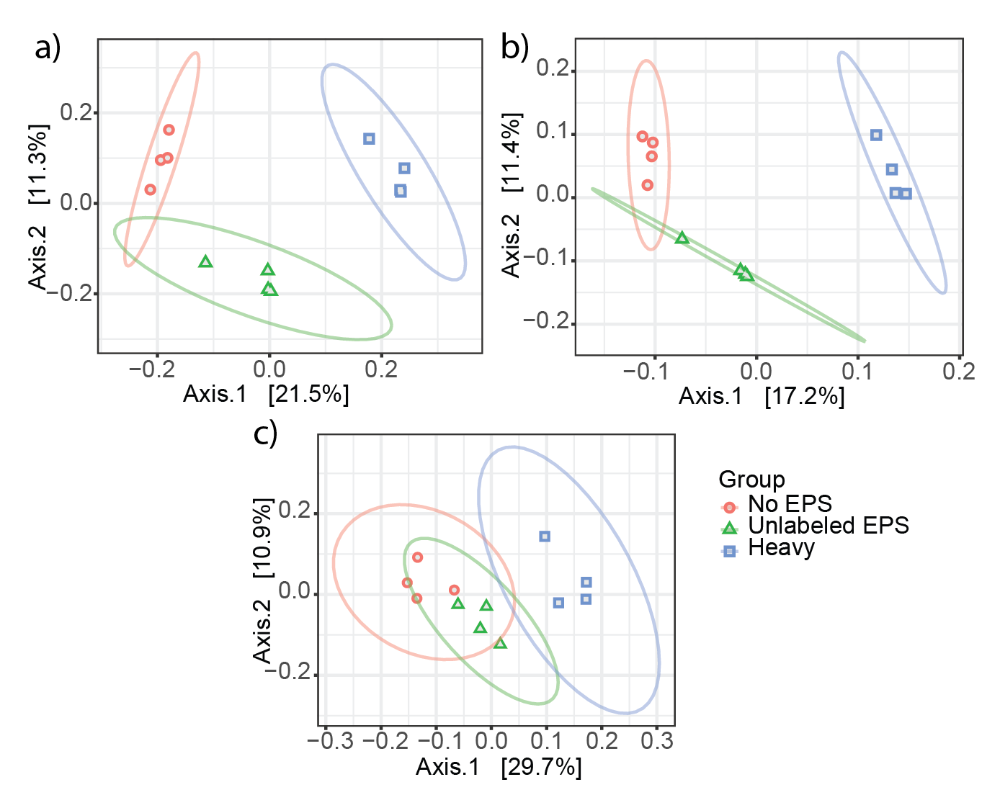 a)
0.2
0.0
−0.2
Axis.2 [11.3%]
−0.2 0.0 0.2
Axis.1 [21.5%]
b)
0.2
0.1
0.0
−0.1
−0.2
Axis.2 [11.4%]
−0.1 0.0 0.1 0.2
Axis.1 [17.2%]
c)
0.2
0.0
−0.2
Axis.2 [10.9%]
−0.3 −0.2 −0.1 0.0 0.1 0.2 0.3
Axis.1 [29.7%]
Group
No EPS
Unlabeled EPS
Heavy